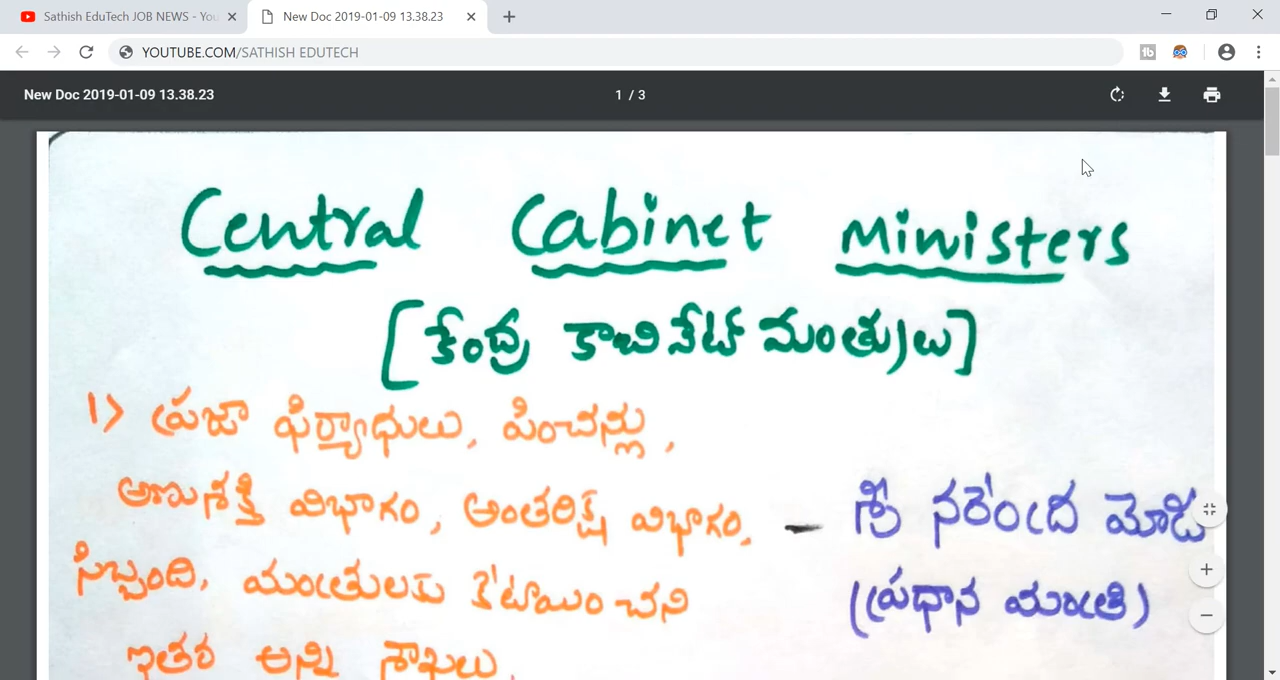 Sathish EduTech JOB NEWS - You
New Doc 2019-01-09 13.38.23
YOUTUBE.COM/SATHISH EDUTECH
New Doc 2019-01-09 13.38.23
1 / 3
Central Cabinet Ministers
[కేంద్ర కాబినేట్ మంత్రులు]
1) ప్రజా ఫిర్యాధులు, పించన్లు,
అణుశక్తి విభాగం, అంతరిక్ష విభాగం, - శ్రీ నరేంద్ర మోడి
సిబ్బంది, మంత్రులకు కేటాయించని (ప్రధాన మంత్రి)
ఇతర అన్ని శాఖలు.